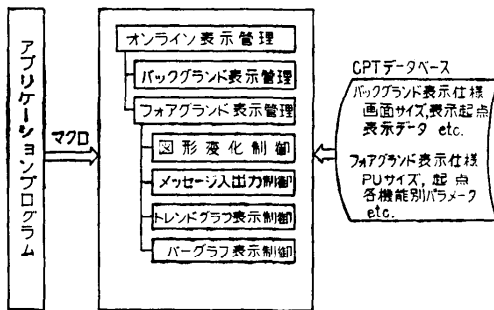 アプリケーションプログラム
マクロ
オンライン表示管理
バックグランド表示管理
フォアグランド表示管理
図形変化制御
メッセージ入出力制御
トレンドグラフ表示制御
バーグラフ表示制御
CPTデータベース
バックグランド表示仕様
画面サイズ,表示起点
表示データ etc.
フォアグランド表示仕様
PUサイズ, 起点
各機能別パラメータ
etc.